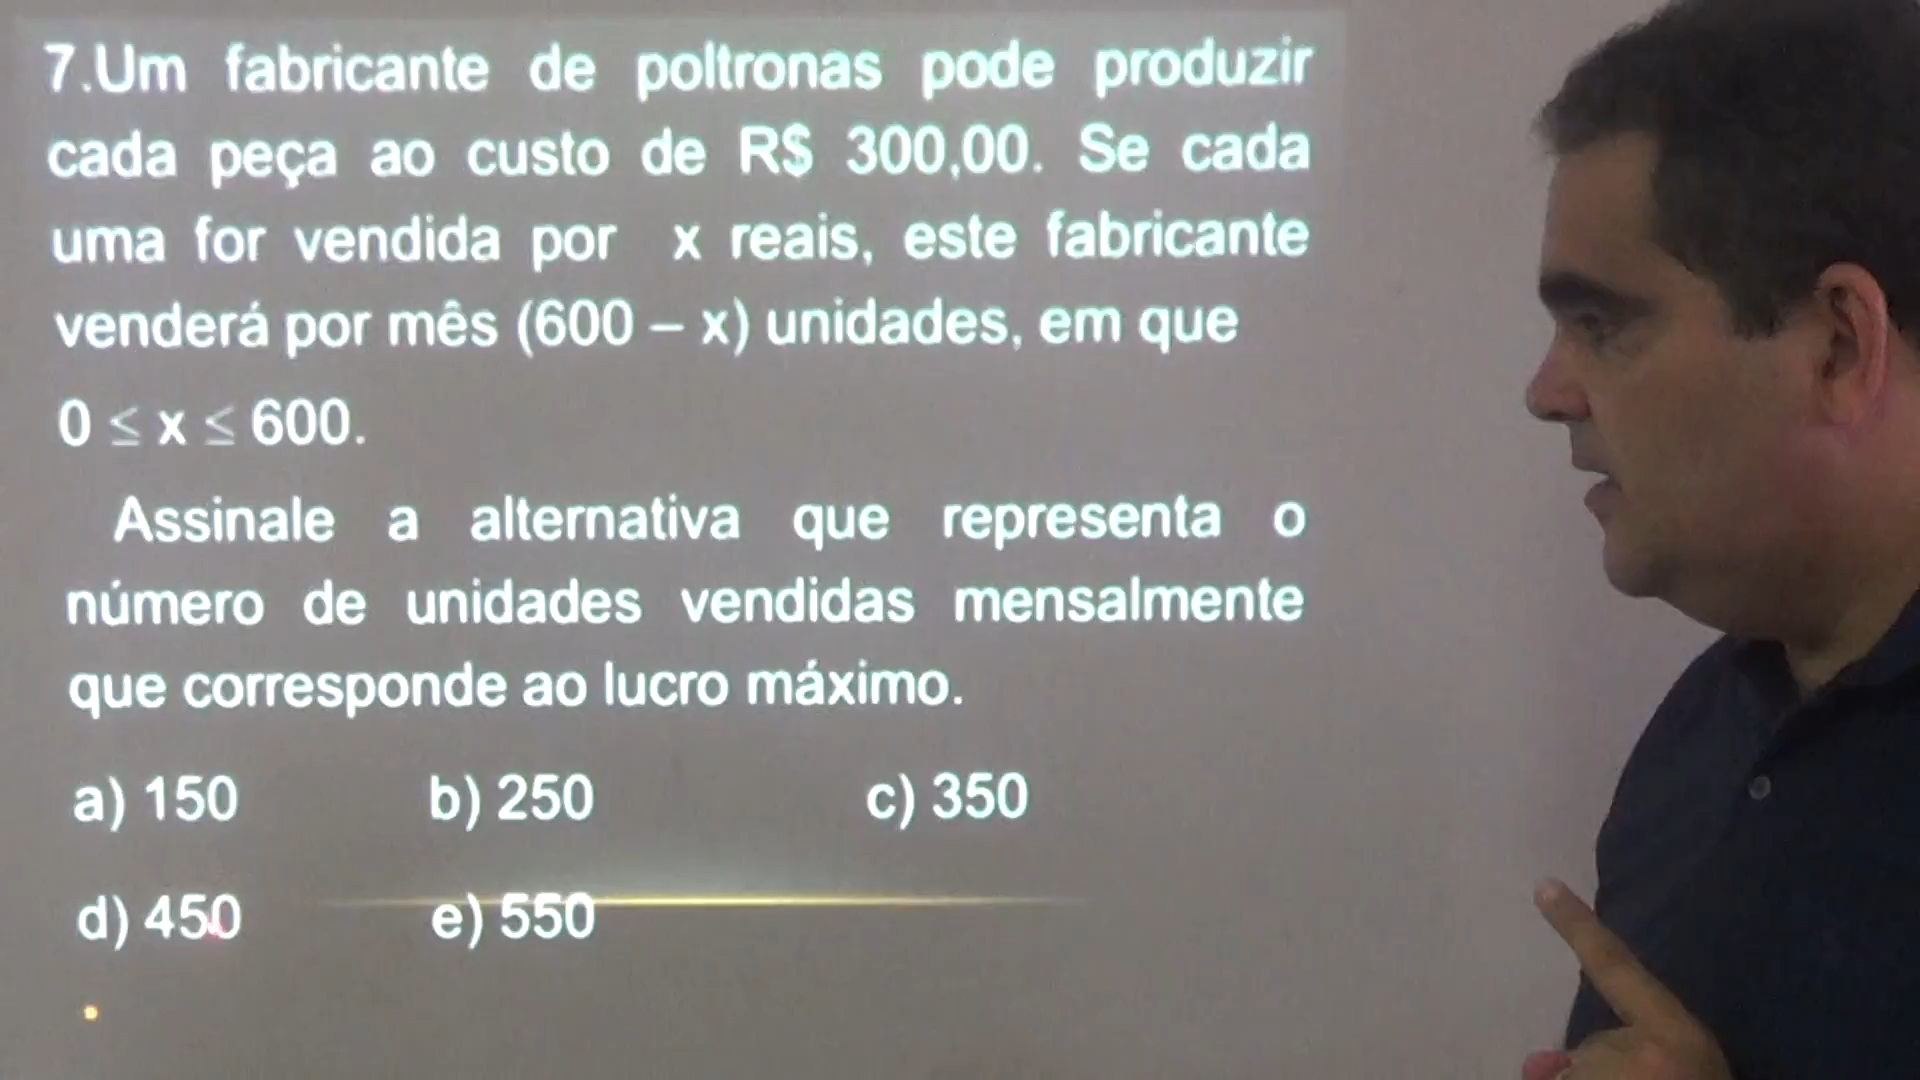 7.Um fabricante de poltronas pode produzir
cada peça ao custo de R$ 300,00. Se cada
uma for vendida por x reais, este fabricante
venderá por mês (600 – x) unidades, em que
0 ≤ x ≤ 600.
Assinale a alternativa que representa o
número de unidades vendidas mensalmente
que corresponde ao lucro máximo.
a) 150 b) 250 c) 350
d) 450 e) 550